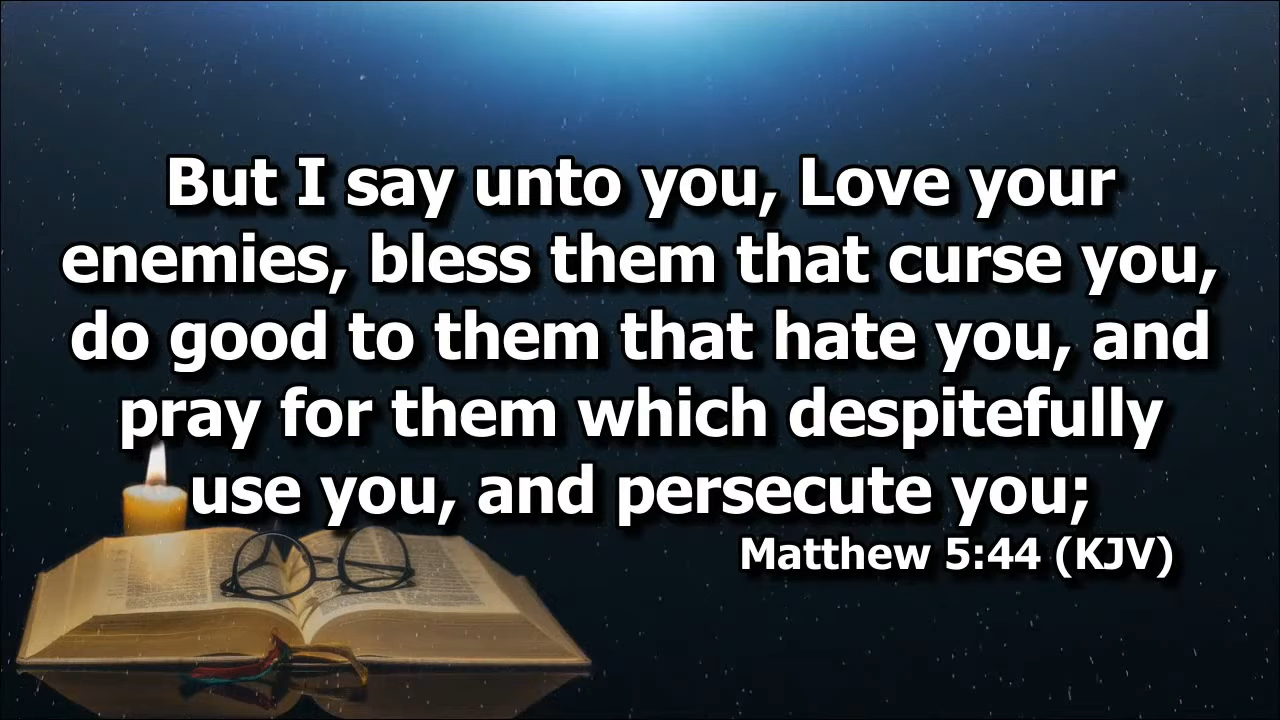 But I say unto you, Love your
enemies, bless them that curse you,
do good to them that hate you, and
pray for them which despitefully
use you, and persecute you;
Matthew 5:44 (KJV)